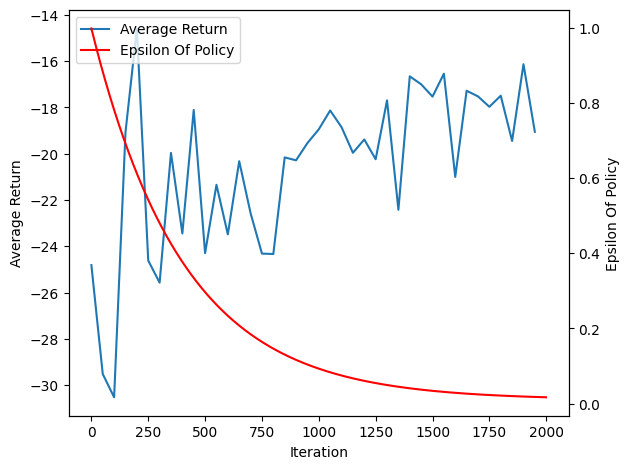 Average Return
Epsilon Of Policy
−14
−16
−18
−20
−22
−24
−26
−28
−30
Average Return
1.0
0.8
0.6
0.4
0.2
0.0
Epsilon Of Policy
0 250 500 750 1000 1250 1500 1750 2000
Iteration